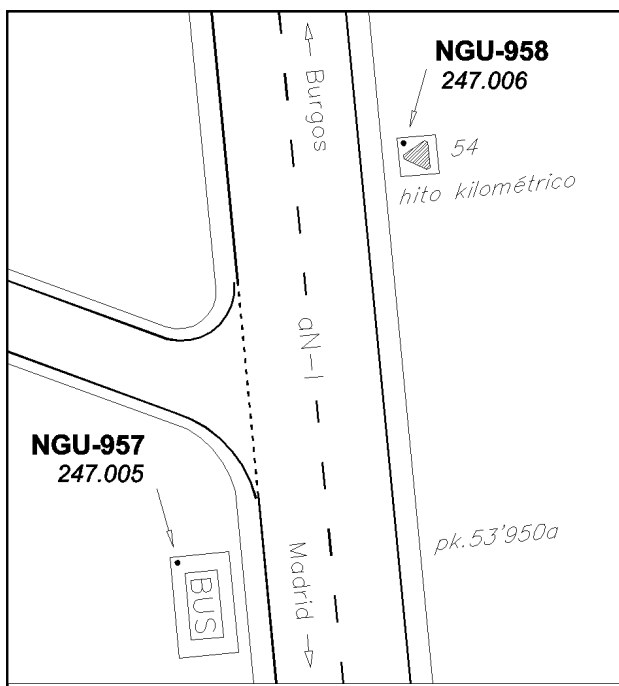 ← Burgos
NGU-958
247.006
54
hito kilométrico
aN-I
NGU-957
247.005
BUS
Madrid →
pk.53'950a